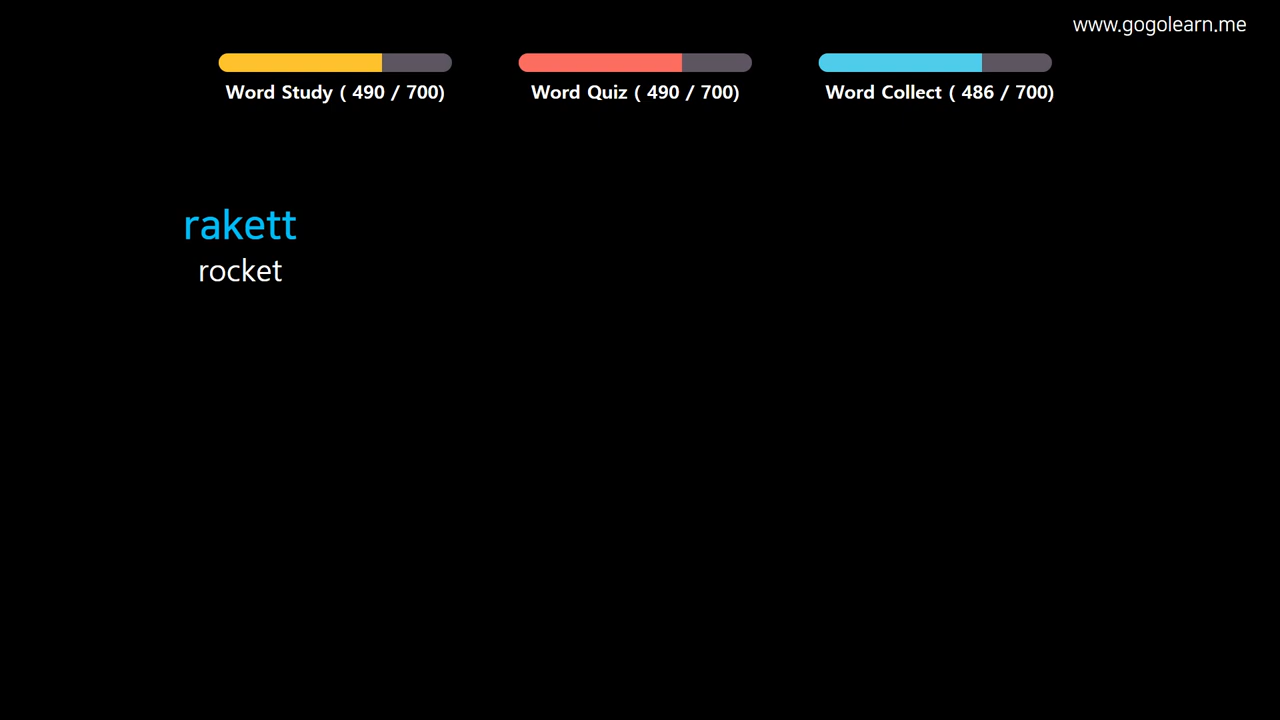 www.gogolearn.me
Word Study ( 490 / 700)
Word Quiz ( 490 / 700)
Word Collect ( 486 / 700)
rakett
rocket